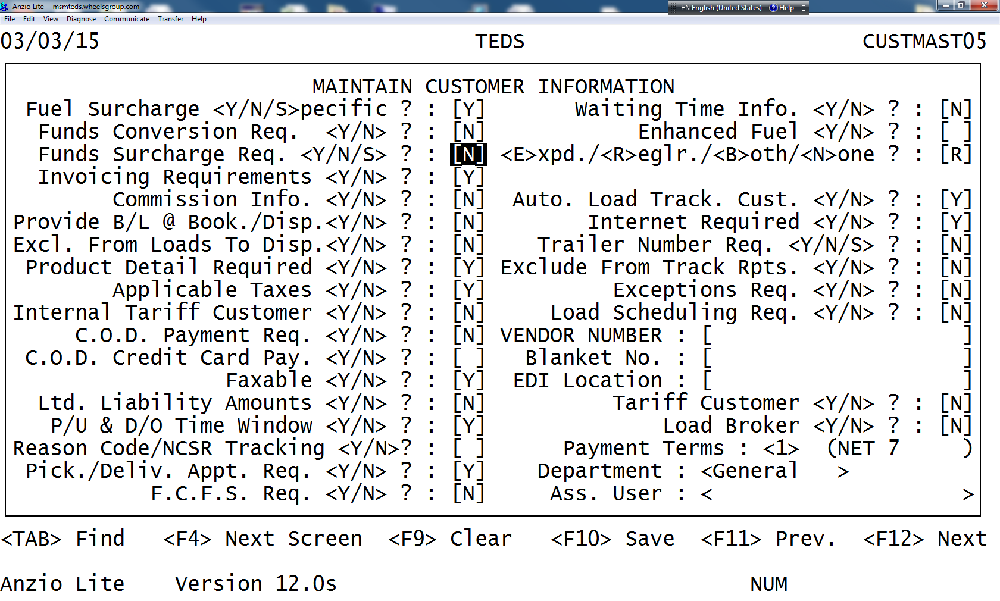 Anzio Lite - msmteds.wheelsgroup.com
EN English (United States) ? Help
File Edit View Diagnose Communicate Transfer Help
03/03/15 TEDS CUSTMAST05
MAINTAIN CUSTOMER INFORMATION
Fuel Surcharge <Y/N/S>pecific ? : [Y] Waiting Time Info. <Y/N> ? : [N]
Funds Conversion Req. <Y/N> ? : [N] Enhanced Fuel <Y/N> ? : [ ]
Funds Surcharge Req. <Y/N/S> ? : [N] <E>xpd./<R>eglr./<B>oth/<N>one ? : [R]
Invoicing Requirements <Y/N> ? : [Y]
Commission Info. <Y/N> ? : [N] Auto. Load Track. Cust. <Y/N> ? : [Y]
Provide B/L @ Book./Disp.<Y/N> ? : [N] Internet Required <Y/N> ? : [Y]
Excl. From Loads To Disp.<Y/N> ? : [N] Trailer Number Req. <Y/N/S> ? : [N]
Product Detail Required <Y/N> ? : [Y] Exclude From Track Rpts. <Y/N> ? : [N]
Applicable Taxes <Y/N> ? : [Y] Exceptions Req. <Y/N> ? : [N]
Internal Tariff Customer <Y/N> ? : [N] Load Scheduling Req. <Y/N> ? : [N]
C.O.D. Payment Req. <Y/N> ? : [N] VENDOR NUMBER : [ ]
C.O.D. Credit Card Pay. <Y/N> ? : [ ] Blanket No. : [ ]
Faxable <Y/N> ? : [Y] EDI Location : [ ]
Ltd. Liability Amounts <Y/N> ? : [N] Tariff Customer <Y/N> ? : [N]
P/U & D/O Time Window <Y/N> ? : [Y] Load Broker <Y/N> ? : [N]
Reason Code/NCSR Tracking <Y/N>? : [ ] Payment Terms : <1> (NET 7 )
Pick./Deliv. Appt. Req. <Y/N> ? : [Y] Department : <General >
F.C.F.S. Req. <Y/N> ? : [N] Ass. User : < >
<TAB> Find <F4> Next Screen <F9> Clear <F10> Save <F11> Prev. <F12> Next
Anzio Lite Version 12.0s NUM